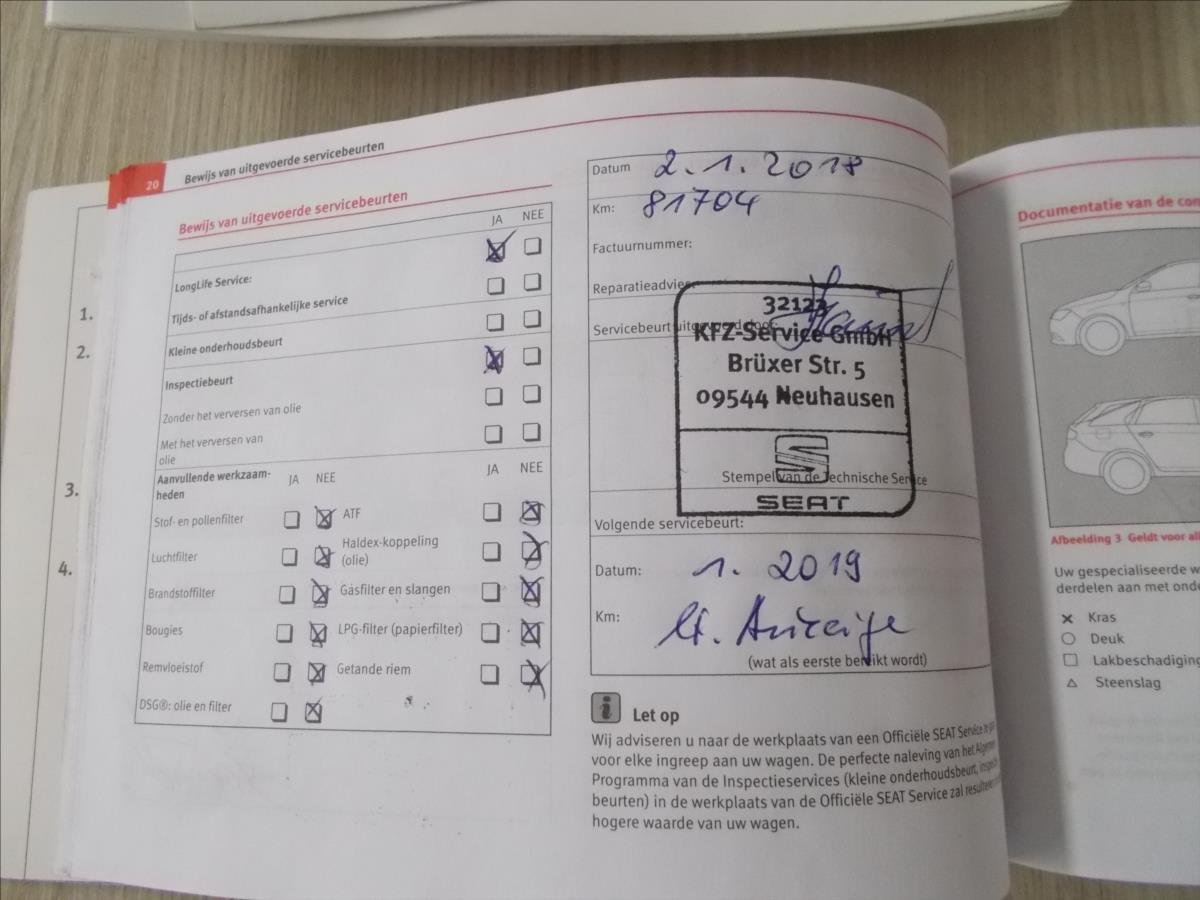 20 Bewijs van uitgevoerde servicebeurten
Bewijs van uitgevoerde servicebeurten
JA NEE
LongLife Service:
Tijds- of afstandsafhankelijke service
Kleine onderhoudsbeurt
Inspectiebeurt
Zonder het verversen van olie
Met het verversen van
olie
Aanvullende werkzaam-
heden
JA NEE
JA NEE
Stof- en pollenfilter
ATF
Luchtfilter
Haldex-koppeling
(olie)
Brandstoffilter
Gasfilter en slangen
Bougies
LPG-filter (papierfilter)
Remvloeistof
Getande riem
DSG®: olie en filter
1.
2.
3.
4.
Datum 2.1.2018
Km: 81704
Factuurnummer:
Reparatieadvies
Servicebeurt uitgevoerd door:
32123
KFZ-Service GmbH
Brüxer Str. 5
09544 Neuhausen
Stempel van de Technische Service
SEAT
Volgende servicebeurt:
Datum: 1. 2019
Km: lt. Anzeige
(wat als eerste bereikt wordt)
i Let op
Wij adviseren u naar de werkplaats van een Officiële SEAT Service te
voor elke ingreep aan uw wagen. De perfecte naleving van het
Programma van de Inspectieservices (kleine onderhoudsbeurt,
beurten) in de werkplaats van de Officiële SEAT Service zal
hogere waarde van uw wagen.
Documentatie van de
Afbeelding 3 Geldt voor
Uw gespecialiseerde
derdelen aan met
Kras
Deuk
Lakbeschadiging
Steenslag